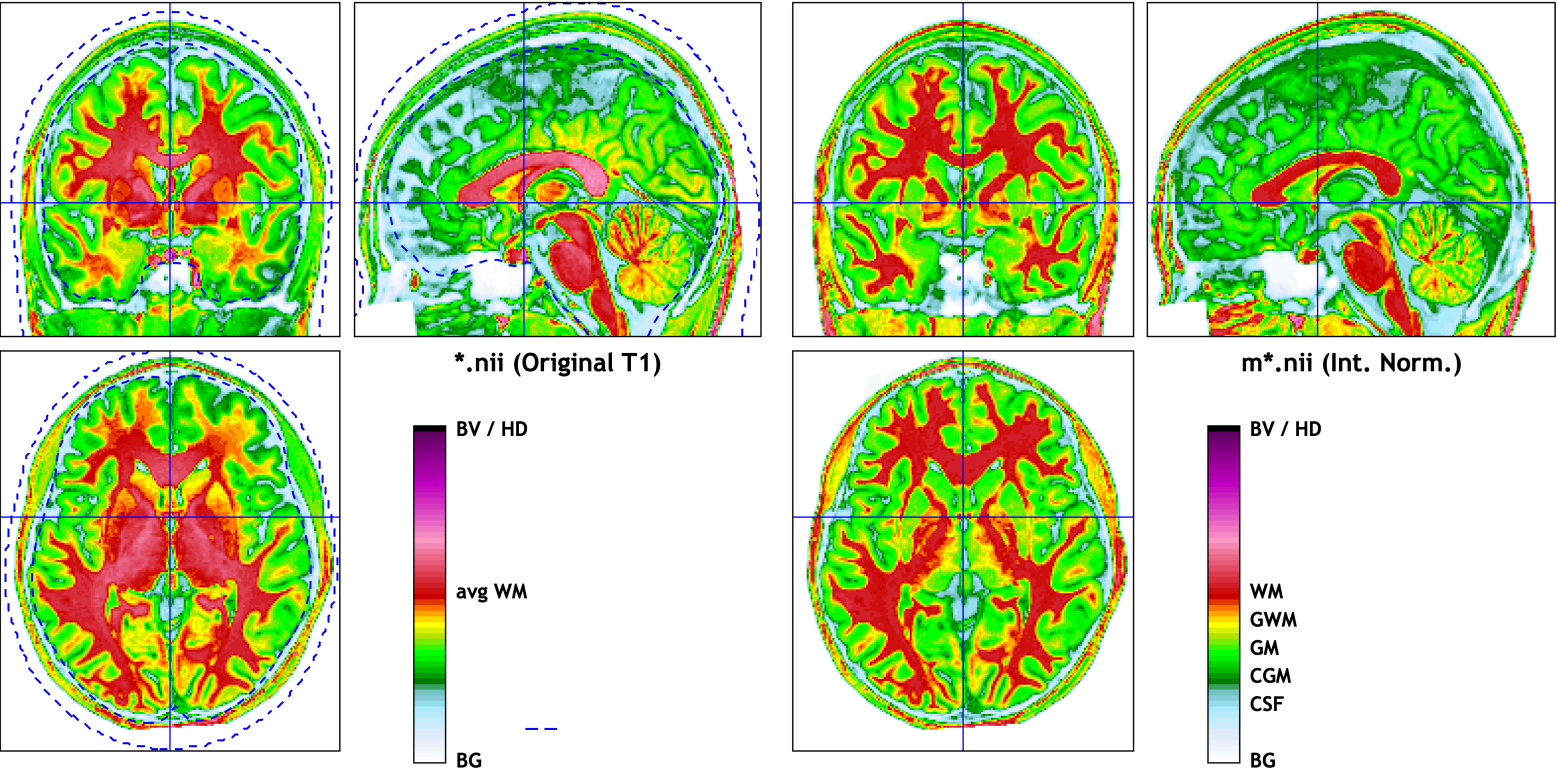 *.nii (Original T1)
BV / HD
avg WM
BG
m*.nii (Int. Norm.)
BV / HD
WM
GWM
GM
CGM
CSF
BG